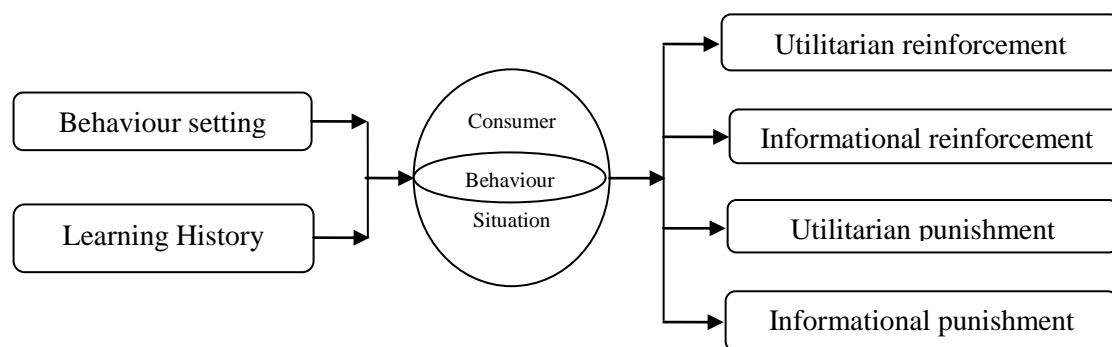 Behaviour setting
Learning History
Consumer
Behaviour
Situation
Utilitarian reinforcement
Informational reinforcement
Utilitarian punishment
Informational punishment